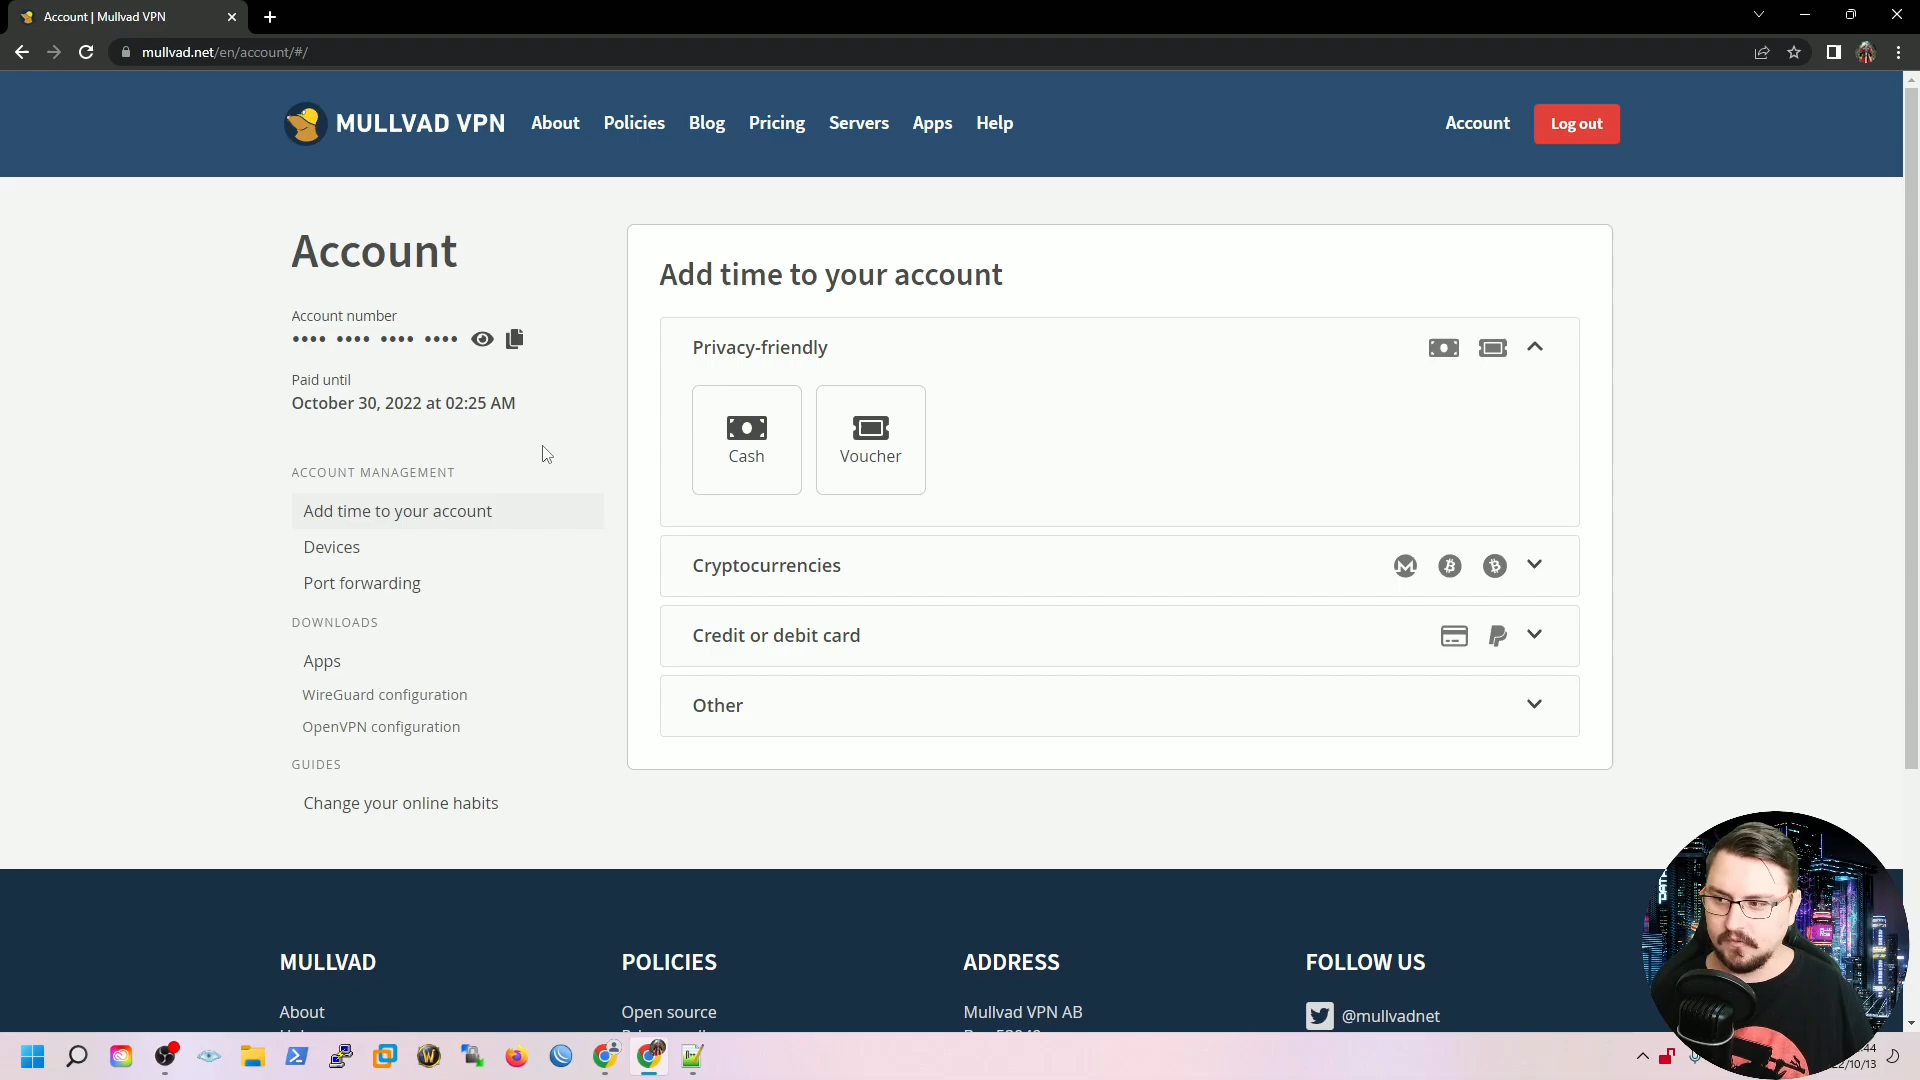 Account | Mullvad VPN
mullvad.net/en/account/#/
MULLVAD VPN
About
Policies
Blog
Pricing
Servers
Apps
Help
Account
Log out
Account
Account number
Paid until
October 30, 2022 at 02:25 AM
ACCOUNT MANAGEMENT
Add time to your account
Devices
Port forwarding
DOWNLOADS
Apps
WireGuard configuration
OpenVPN configuration
GUIDES
Change your online habits
Add time to your account
Privacy-friendly
Cash
Voucher
Cryptocurrencies
Credit or debit card
Other
MULLVAD
About
POLICIES
Open source
ADDRESS
Mullvad VPN AB
FOLLOW US
@mullvadnet